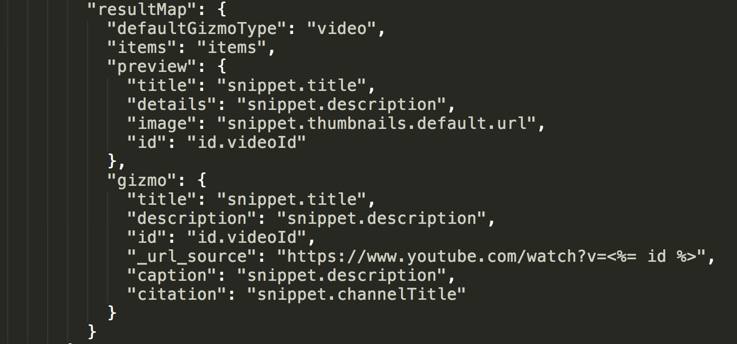 "resultMap": {
"defaultGizmoType": "video",
"items": "items",
"preview": {
"title": "snippet.title",
"details": "snippet.description",
"image": "snippet.thumbnails.default.url",
"id": "id.videoId"
},
"gizmo": {
"title": "snippet.title",
"description": "snippet.description",
"id": "id.videoId",
"_url_source": "https://www.youtube.com/watch?v=<%= id %>",
"caption": "snippet.description",
"citation": "snippet.channelTitle"
}
}